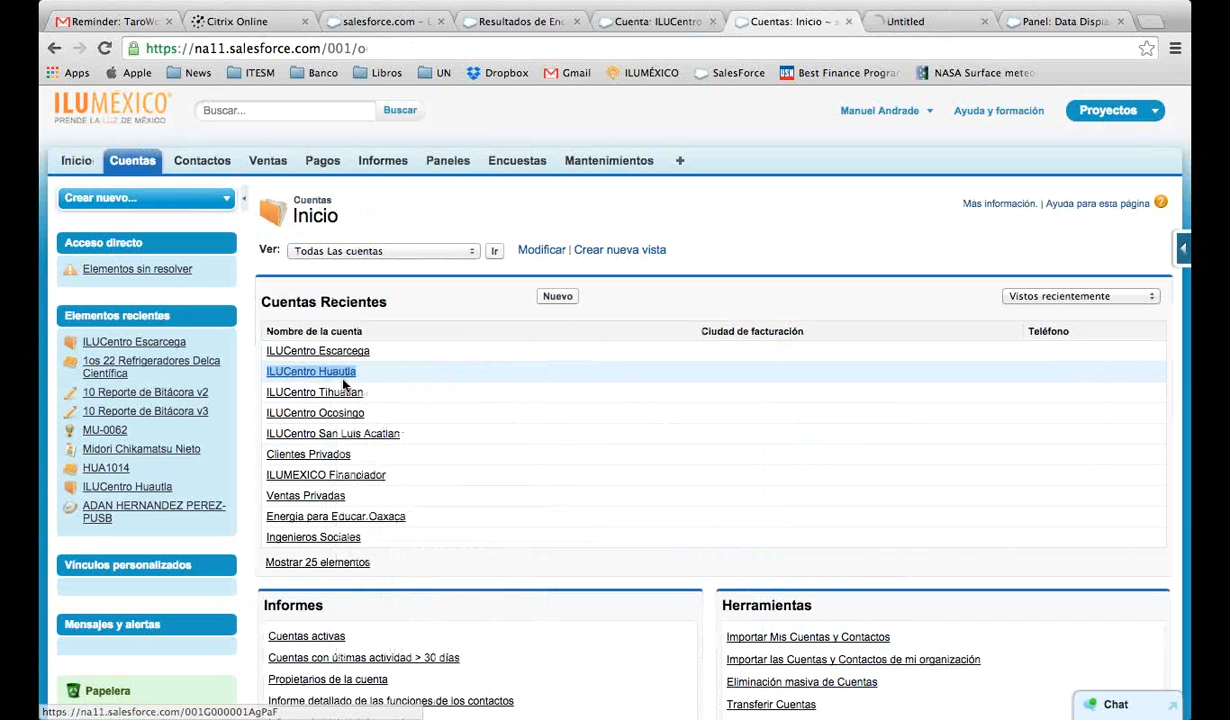 Reminder: TaroWo
Citrix Online
salesforce.com - E
Resultados de En
Cuenta: ILUCentro
Cuentas: Inicio ~ s
Untitled
Panel: Data Displa
https://na11.salesforce.com/001/o
Apps
Apple
News
ITESM
Banco
Libros
UN
Dropbox
Gmail
ILUMÉXICO
SalesForce
Best Finance Progra
NASA Surface meteo
ILUMÉXICO
PRENDE LA LUZ DE MÉXICO
Buscar...
Buscar
Manuel Andrade
Ayuda y formación
Proyectos
Inicio
Cuentas
Contactos
Ventas
Pagos
Informes
Paneles
Encuestas
Mantenimientos
+
Crear nuevo...
Acceso directo
Elementos sin resolver
Elementos recientes
ILUCentro Escarcega
1os 22 Refrigeradores Delca
Científica
10 Reporte de Bitácora v2
10 Reporte de Bitácora v3
MU-0062
Midori Chikamatsu Nieto
HUA1014
ILUCentro Huautla
ADAN HERNANDEZ PEREZ-
PUSB
Vínculos personalizados
Mensajes y alertas
Papelera
Cuentas
Inicio
Más información. | Ayuda para esta página
Ver:
Todas Las cuentas
Ir
Modificar | Crear nueva vista
Cuentas Recientes
Nuevo
Vistos recientemente
Nombre de la cuenta
Ciudad de facturación
Teléfono
ILUCentro Escarcega
ILUCentro Huautla
ILUCentro Tihuatlan
ILUCentro Ocosingo
ILUCentro San Luis Acatlan
Clientes Privados
ILUMEXICO Financiador
Ventas Privadas
Energia para Educar.Oaxaca
Ingenieros Sociales
Mostrar 25 elementos
Informes
Cuentas activas
Cuentas con últimas actividad > 30 días
Propietarios de la cuenta
Informe detallado de las funciones de los contactos
Herramientas
Importar Mis Cuentas y Contactos
Importar las Cuentas y Contactos de mi organización
Eliminación masiva de Cuentas
Transferir Cuentas
Chat
https://na11.salesforce.com/001G000001AgPaF